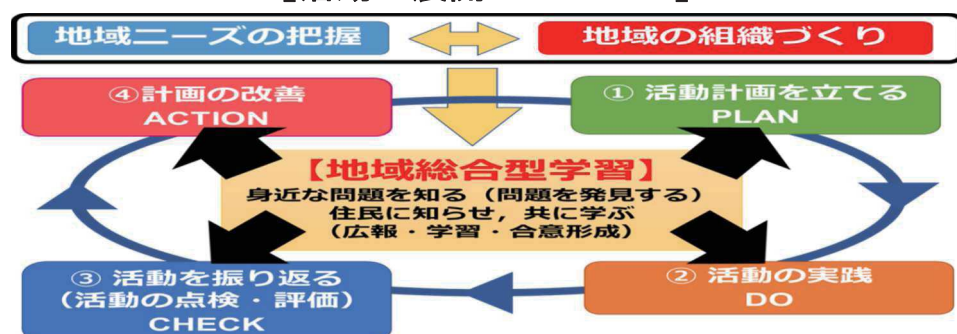 地域ニーズの把握
地域の組織づくり
④計画の改善
ACTION
① 活動計画を立てる
PLAN
【地域総合型学習】
身近な問題を知る（問題を発見する）
住民に知らせ，共に学ぶ
（広報・学習・合意形成）
③ 活動を振り返る
（活動の点検・評価）
CHECK
② 活動の実践
DO